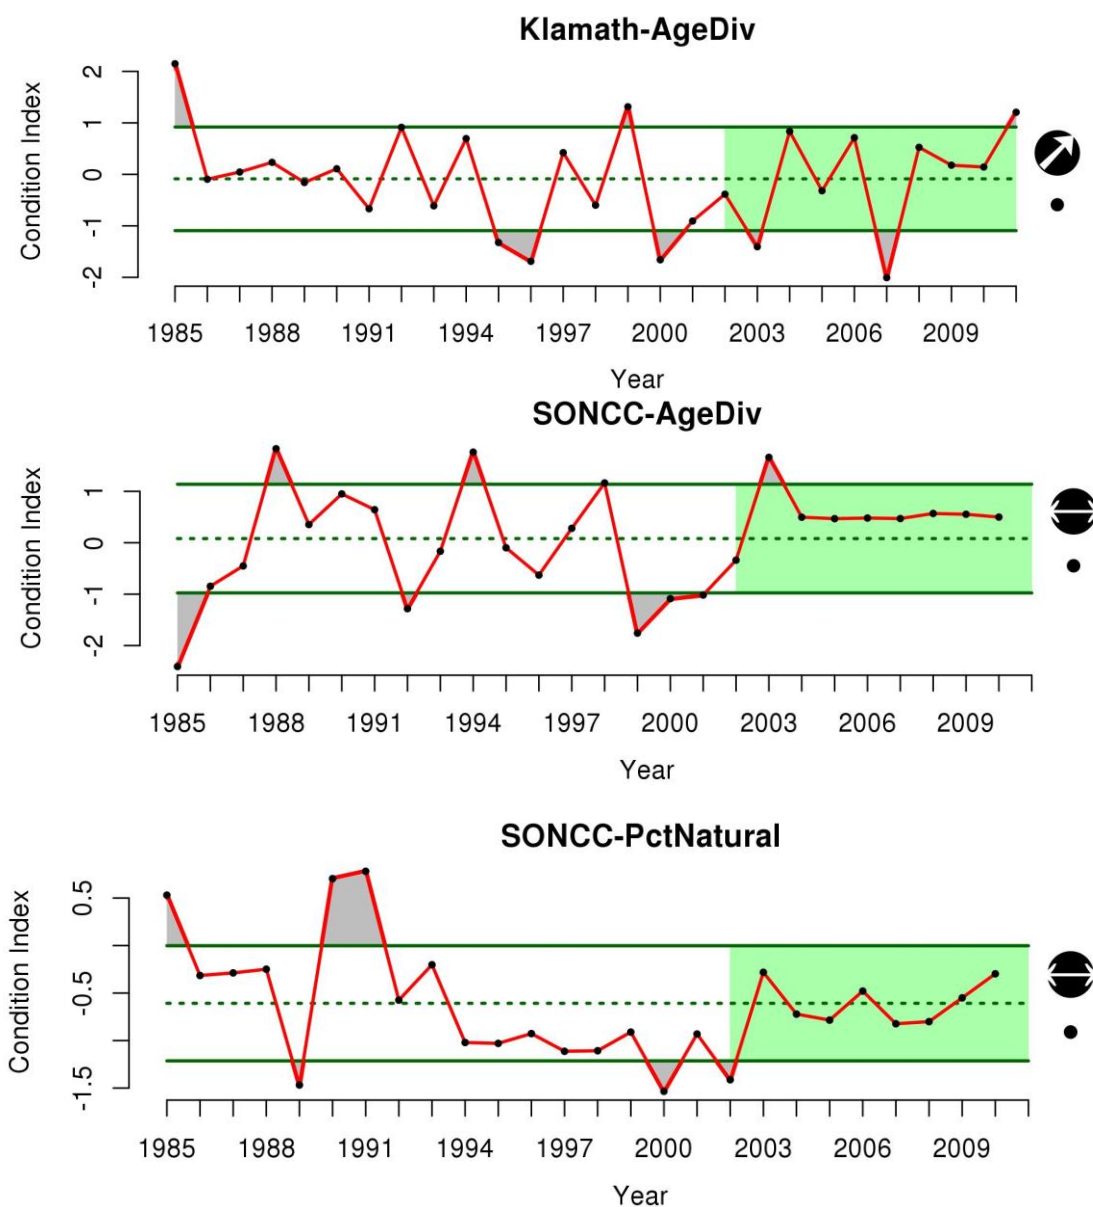 Klamath-AgeDiv
Condition Index
2
1
0
-1
-2
1985 1988 1991 1994 1997 2000 2003 2006 2009
Year
SONCC-AgeDiv
Condition Index
1
0
-1
-2
1985 1988 1991 1994 1997 2000 2003 2006 2009
Year
SONCC-PctNatural
Condition Index
0.5
-0.5
-1.5
1985 1988 1991 1994 1997 2000 2003 2006 2009
Year